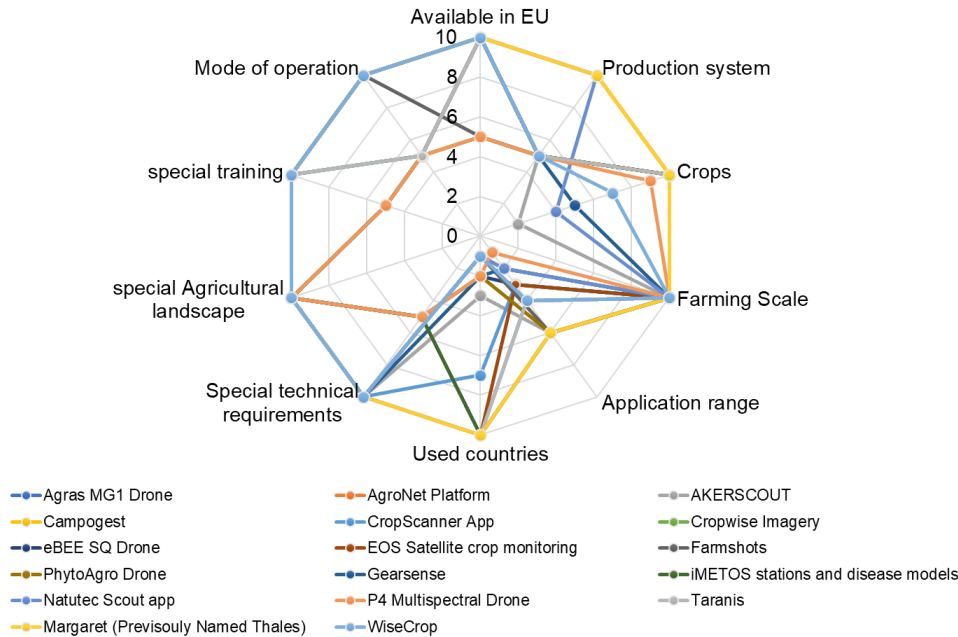 Available in EU
10
Mode of operation
Production system
8
6
special training
Crops
4
2
0
special Agricultural
landscape
Farming Scale
Special technical
requirements
Application range
Used countries
Agras MG1 Drone
AgroNet Platform
AKERSCOUT
Campogest
CropScanner App
Cropwise Imagery
eBEE SQ Drone
EOS Satellite crop monitoring
Farmshots
PhytoAgro Drone
Gearsense
iMETOS stations and disease models
Natutec Scout app
P4 Multispectral Drone
Taranis
Margaret (Previsouly Named Thales)
WiseCrop